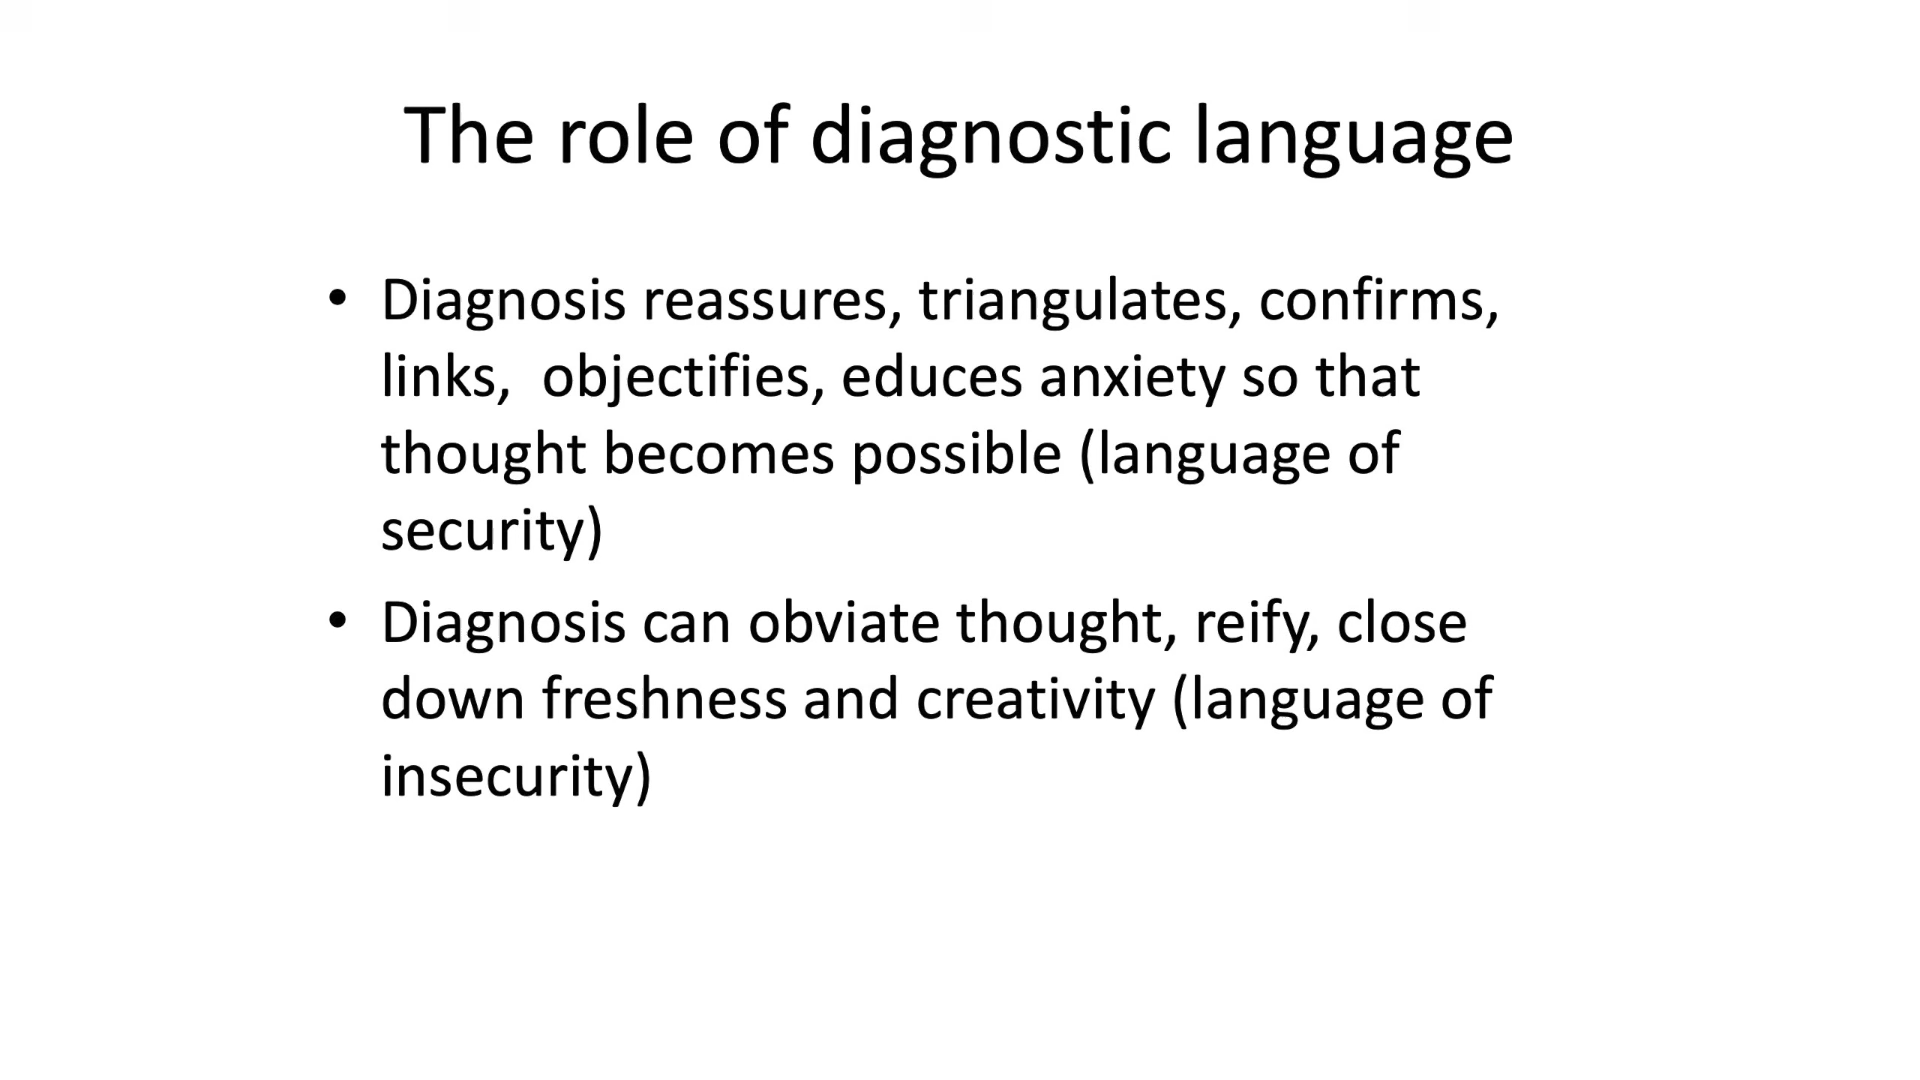 The role of diagnostic language
• Diagnosis reassures, triangulates, confirms,
links,  objectifies, educes anxiety so that
thought becomes possible (language of
security)
• Diagnosis can obviate thought, reify, close
down freshness and creativity (language of
insecurity)